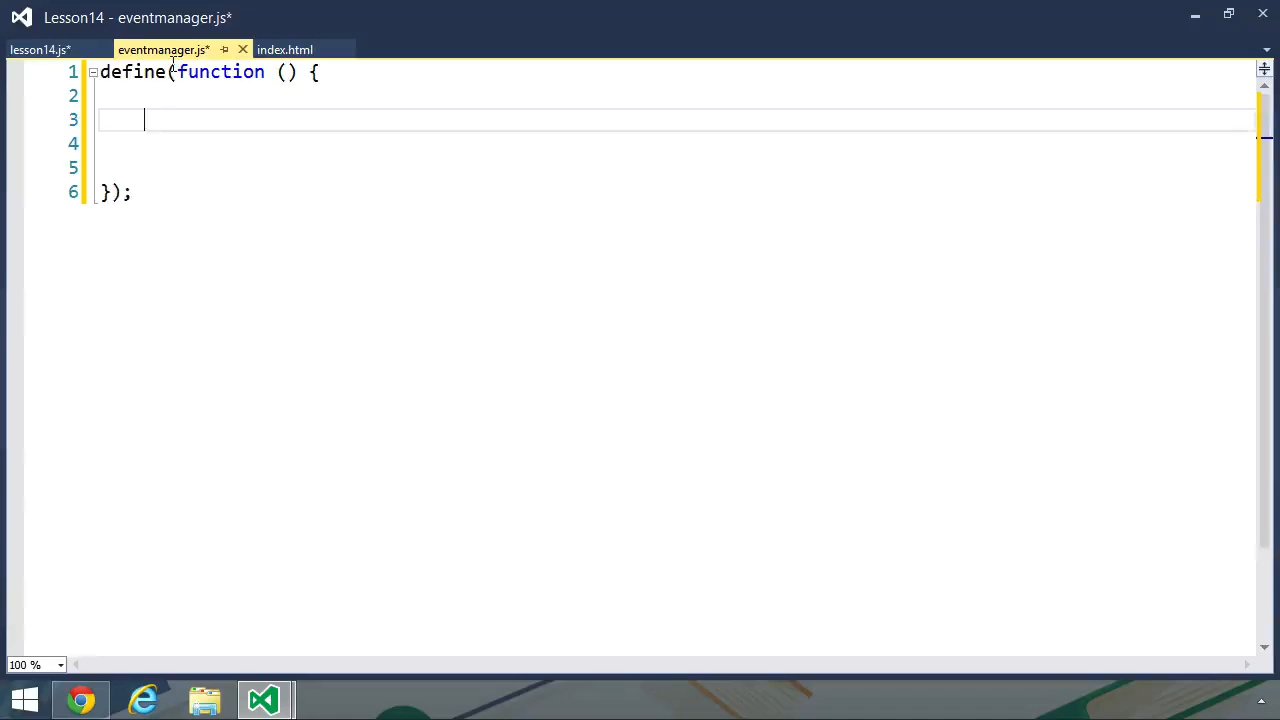 Lesson14 - eventmanager.js*
lesson14.js* eventmanager.js* index.html
1 define(function () {
2
3
4
5
6 });
100 %